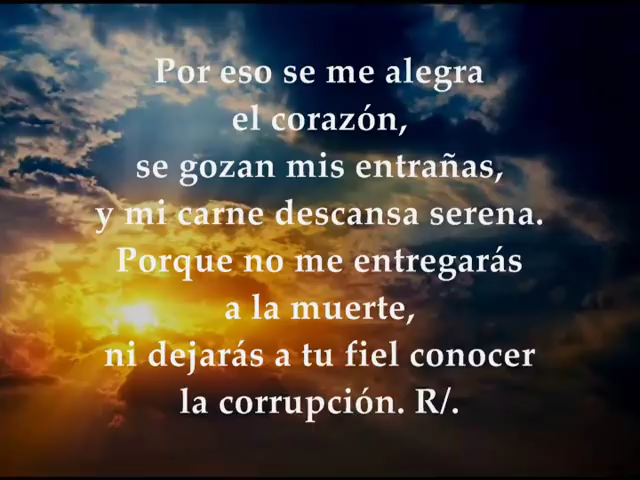 Por eso se me alegra
el corazón,
se gozan mis entrañas,
y mi carne descansa serena.
Porque no me entregarás
a la muerte,
ni dejarás a tu fiel conocer
la corrupción. R/.